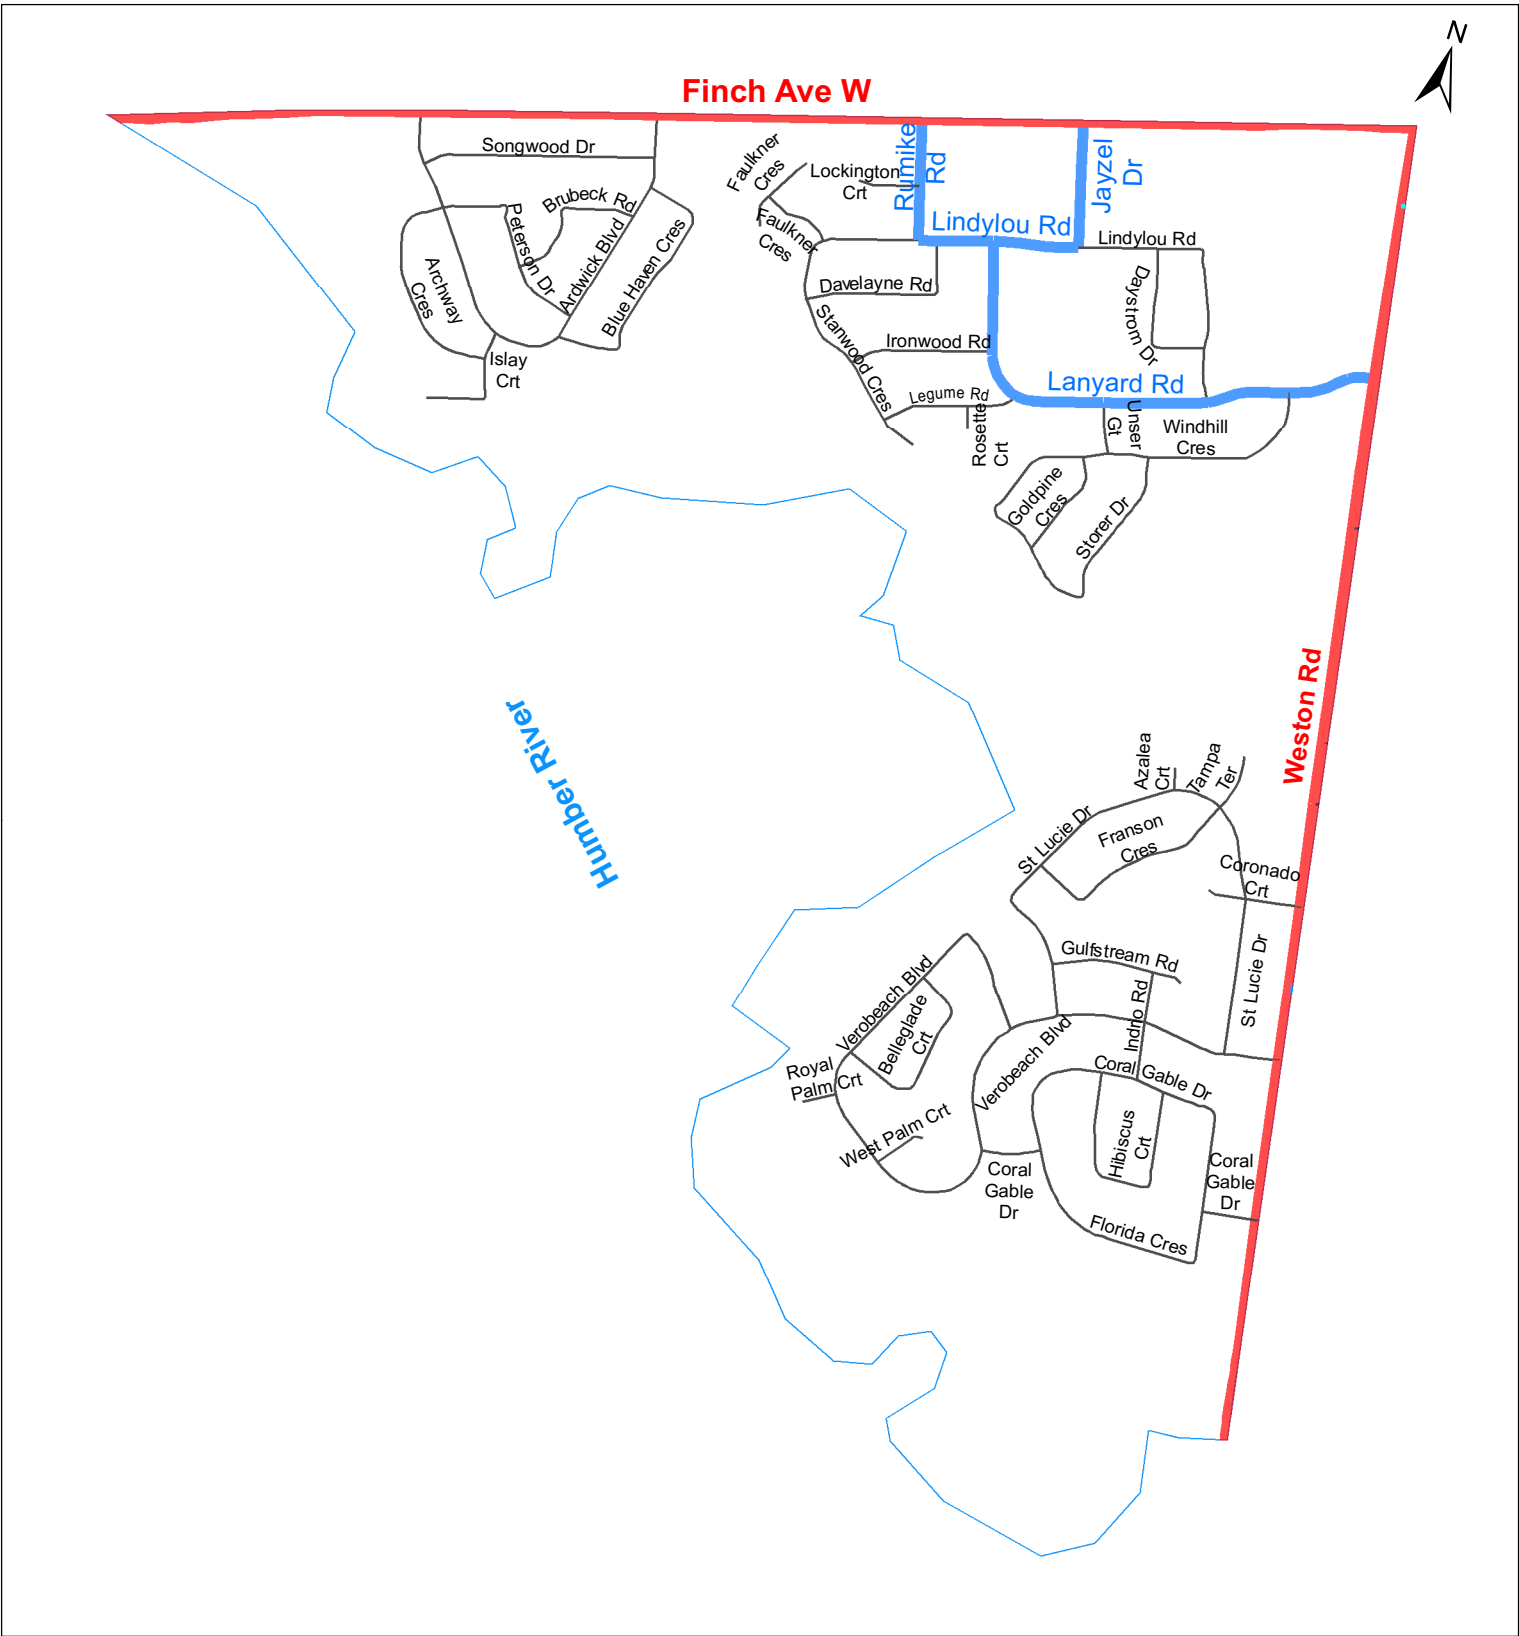 N
Finch Ave W
Songwood Dr
Brubeck Rd
Peterson Dr
Ardwick Blvd
Blue Haven Cres
Archway
Cres
Islay
Crt
Faulkner
Cres
Lockington
Crt
Rumike
Rd
Jayzel
Dr
Faulkner
Cres
Lindylou Rd
Lindylou Rd
Davelayne Rd
Daystrom Dr
Stanwood Cres
Ironwood Rd
Lanyard Rd
Legume Rd
Rosette
Crt
Unser
Gt
Windhill
Cres
Goldpine
Cres
Storer Dr
Weston Rd
Humber River
Azalea
Crt
Tampa
Ter
St Lucie Dr
Franson
Cres
Coronado
Crt
Gulfstream Rd
St Lucie Dr
Indrio Rd
Verobeach Blvd
Belleglade
Crt
Verobeach Blvd
Royal
Palm Crt
Coral Gable Dr
West Palm Crt
Hibiscus
Crt
Coral
Gable
Dr
Coral
Gable
Dr
Florida Cres